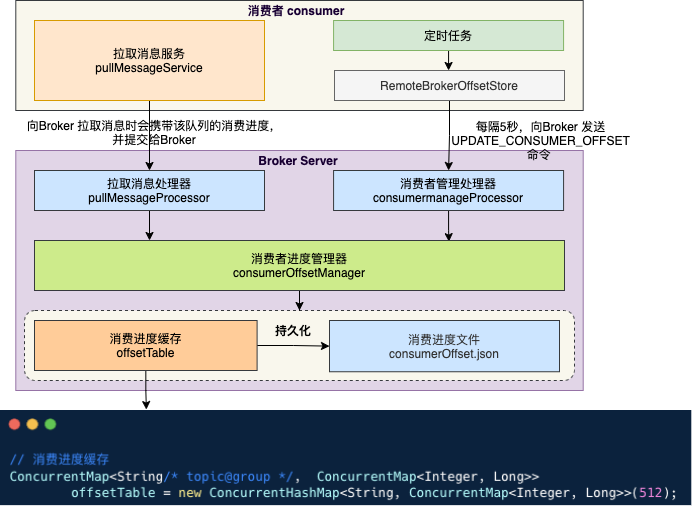 消费者 consumer
拉取消息服务
pullMessageService
定时任务
RemoteBrokerOffsetStore
向Broker 拉取消息时会携带该队列的消费进度，
并提交给Broker
每隔5秒，向Broker 发送
UPDATE_CONSUMER_OFFSET
命令
Broker Server
拉取消息处理器
pullMessageProcessor
消费者管理处理器
consumermanageProcessor
消费者进度管理器
consumerOffsetManager
消费进度缓存
offsetTable
持久化
消费进度文件
consumerOffset.json
// 消费进度缓存
ConcurrentMap<String/* topic@group */, ConcurrentMap<Integer, Long>>
offsetTable = new ConcurrentHashMap<String, ConcurrentMap<Integer, Long>>(512);